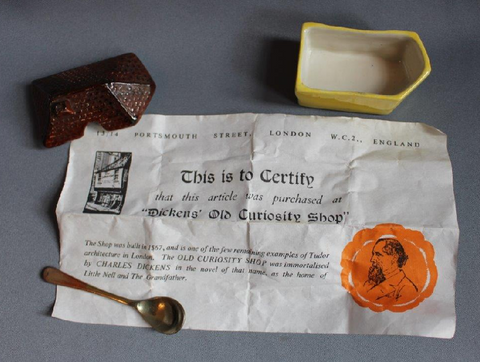 13-14 PORTSMOUTH STREET, LONDON W.C.2., ENGLAND
This is to Certify
that this article was purchased at
"Dickens' Old Curiosity Shop"
The Shop was built in 1567, and is one of the few remaining examples of Tudor
architecture in London. The OLD CURIOSITY SHOP was immortalised
by CHARLES DICKENS in the novel of that name, as the home of
Little Nell and The Grandfather.